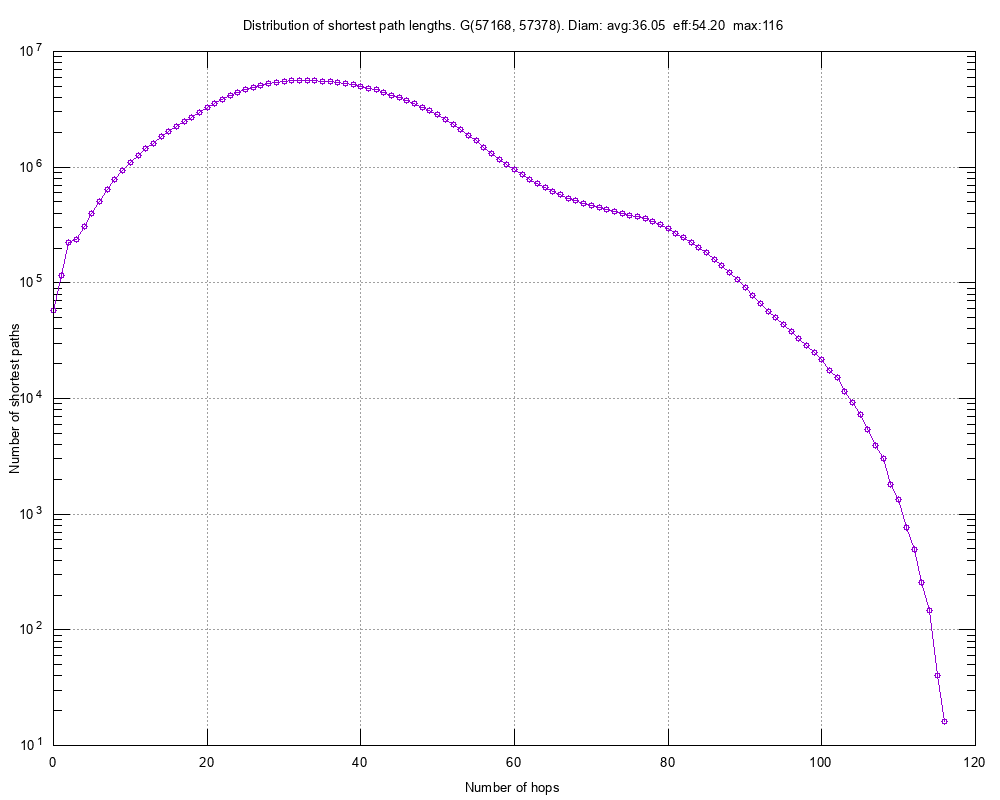 Distribution of shortest path lengths. G(57168, 57378). Diam: avg:36.05 eff:54.20 max:116
10^7
10^6
10^5
10^4
10^3
10^2
10^1
Number of shortest paths
0 20 40 60 80 100 120
Number of hops